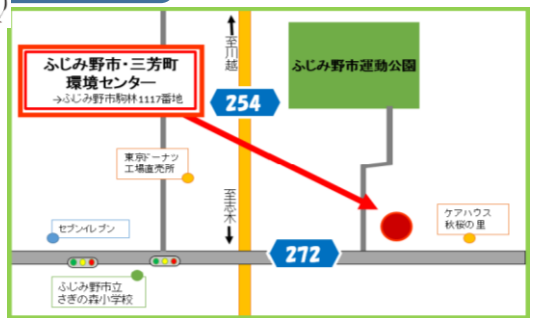 至川越
ふじみ野市・三芳町
環境センター
→ふじみ野市駒林1117番地
254
ふじみ野市運動公園
東京ドーナツ
工場直売所
至志木
セブンイレブン
272
ケアハウス
秋桜の里
ふじみ野市立
さぎの森小学校